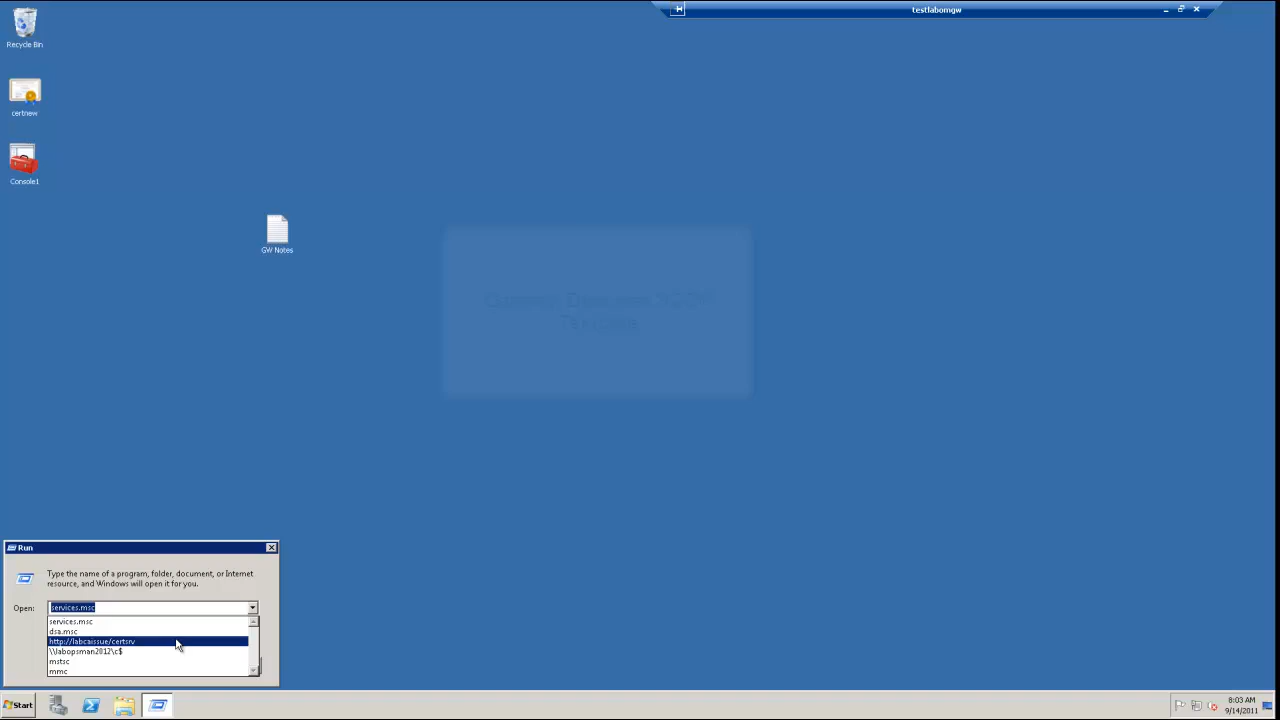 testlabomgw
Recycle Bin
certnew
Console1
GW Notes
Run
Type the name of a program, folder, document, or Internet
resource, and Windows will open it for you.
Open:
services.msc
services.msc
dsa.msc
http://labcaissue/certsrv
\\labopsman2012\c$
mstsc
mmc
Start
8:03 AM
9/14/2011